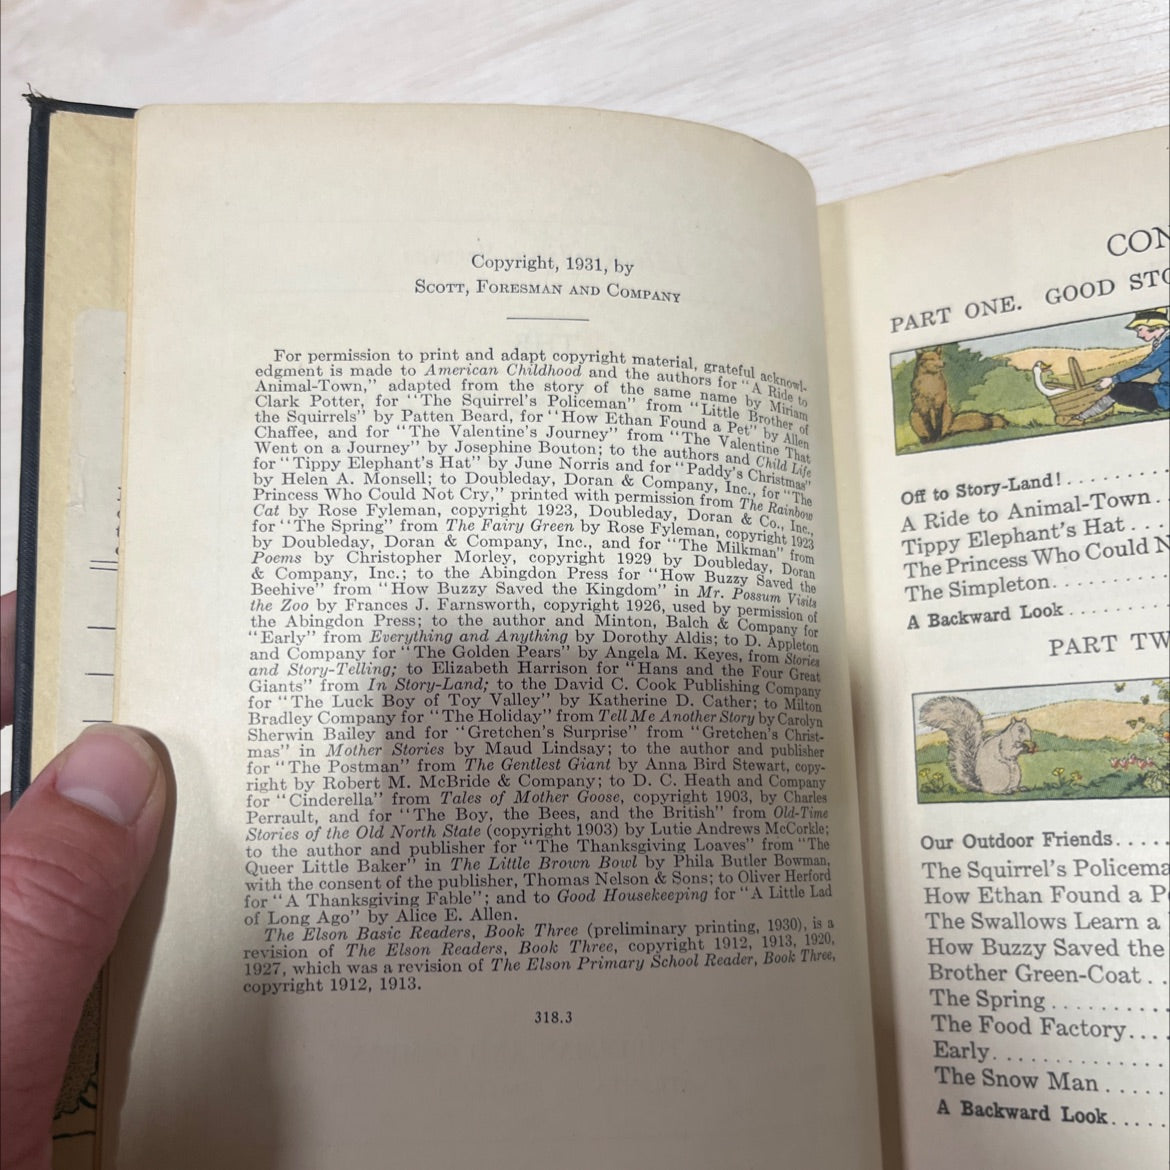 Copyright, 1931, by
SCOTT, FORESMAN AND COMPANY
For permission to print and adapt copyright material, grateful acknowl-
edgment is made to American Childhood and the authors for "A Ride to
Animal-Town," adapted from the story of the same name by Miriam
Clark Potter, for "The Squirrel's Policeman" from "Little Brother of
the Squirrels" by Patten Beard, for "How Ethan Found a Pet" by Allen
Chaffee, and for "The Valentine's Journey" from "The Valentine That
Went on a Journey" by Josephine Bouton; to the authors and Child Life
for "Tippy Elephant's Hat" by June Norris and for "Paddy's Christmas"
by Helen A. Monsell; to Doubleday, Doran & Company, Inc., for "The
Princess Who Could Not Cry," printed with permission from The Rainbow
Cat by Rose Fyleman, copyright 1923, Doubleday, Doran & Co., Inc.,
for "The Spring" from The Fairy Green by Rose Fyleman, copyright 1923
by Doubleday, Doran & Company, Inc., and for "The Milkman" from
Poems by Christopher Morley, copyright 1929 by Doubleday, Doran
& Company, Inc.; to the Abingdon Press for "How Buzzy Saved the
Beehive" from "How Buzzy Saved the Kingdom" in Mr. Possum Visits
the Zoo by Frances J. Farnsworth, copyright 1926, used by permission of
the Abingdon Press; to the author and Minton, Balch & Company for
"Early" from Everything and Anything by Dorothy Aldis; to D. Appleton
and Company for "The Golden Pears" by Angela M. Keyes, from Stories
and Story-Telling; to Elizabeth Harrison for "Hans and the Four Great
Giants" from In Story-Land; to the David C. Cook Publishing Company
for "The Luck Boy of Toy Valley" by Katherine D. Cather; to Milton
Bradley Company for "The Holiday" from Tell Me Another Story by Carolyn
Sherwin Bailey and for "Gretchen's Surprise" from "Gretchen's Christ-
mas" in Mother Stories by Maud Lindsay; to the author and publisher
for "The Postman" from The Gentlest Giant by Anna Bird Stewart, copy-
right by Robert M. McBride & Company; to D. C. Heath and Company
for "Cinderella" from Tales of Mother Goose, copyright 1903, by Charles
Perrault, and for "The Boy, the Bees, and the British" from Old-Time
Stories of the Old North State (copyright 1903) by Lutie Andrews McCorkle;
to the author and publisher for "The Thanksgiving Loaves" from "The
Queer Little Baker" in The Little Brown Bowl by Phila Butler Bowman,
with the consent of the publisher, Thomas Nelson & Sons; to Oliver Herford
for "A Thanksgiving Fable"; and to Good Housekeeping for "A Little Lad
of Long Ago" by Alice E. Allen.
The Elson Basic Readers, Book Three (preliminary printing, 1930), is a
revision of The Elson Readers, Book Three, copyright 1912, 1913, 1920,
1927, which was a revision of The Elson Primary School Reader, Book Three,
copyright 1912, 1913.
318.3
CON
PART ONE. GOOD STO
Off to Story-Land!
A Ride to Animal-Town
Tippy Elephant's Hat
The Princess Who Could N
The Simpleton
A Backward Look
PART TW
Our Outdoor Friends
The Squirrel's Policema
How Ethan Found a P
The Swallows Learn a
How Buzzy Saved the
Brother Green-Coat
The Spring
The Food Factory
Early
The Snow Man
A Backward Look